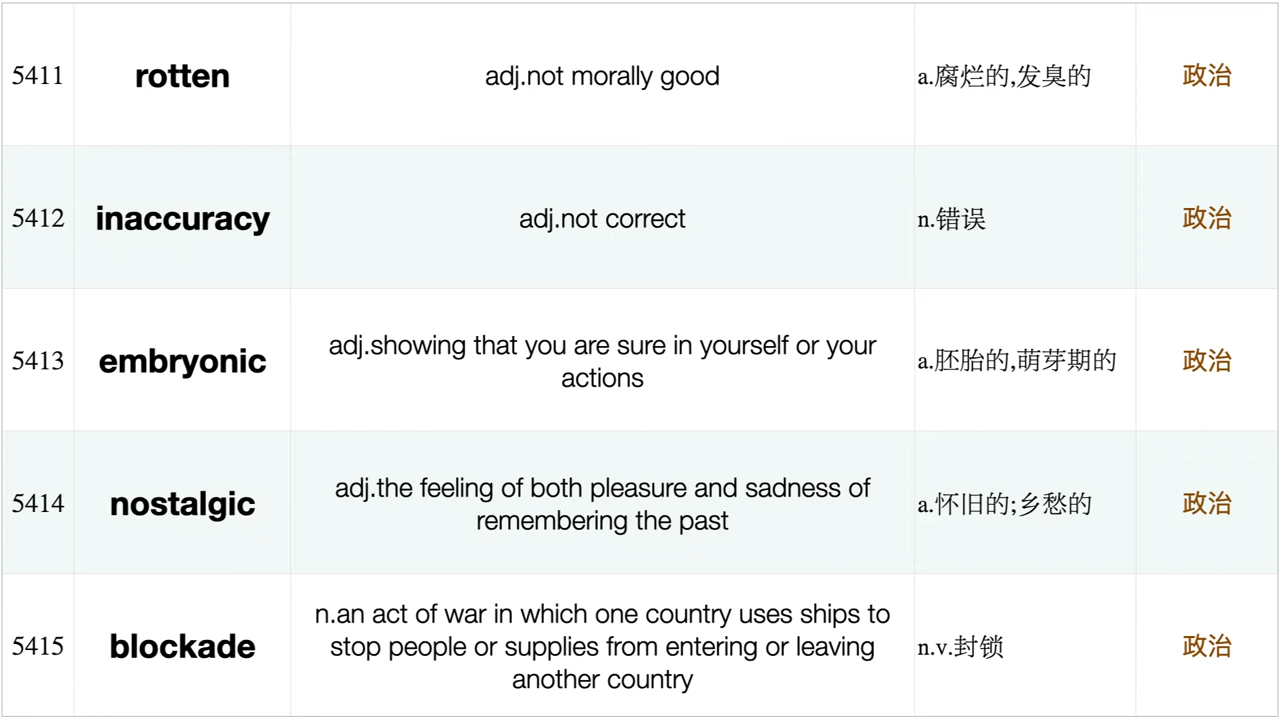 5411 rotten adj.not morally good a.腐烂的,发臭的 政治
5412 inaccuracy adj.not correct n.错误 政治
5413 embryonic adj.showing that you are sure in yourself or your
actions a.胚胎的,萌芽期的 政治
5414 nostalgic adj.the feeling of both pleasure and sadness of
remembering the past a.怀旧的;乡愁的 政治
5415 blockade n.an act of war in which one country uses ships to
stop people or supplies from entering or leaving
another country n.v.封锁 政治